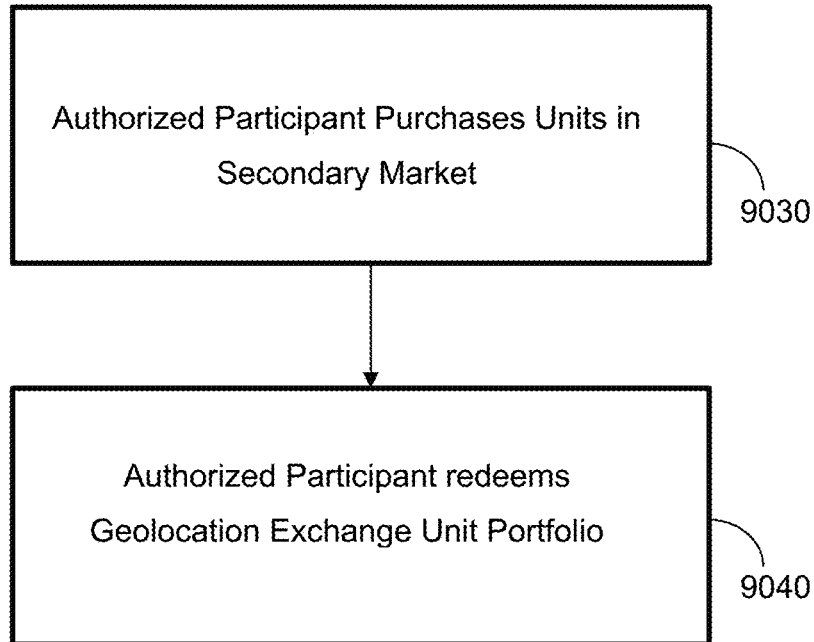 Authorized Participant Purchases Units in
Secondary Market
9030
Authorized Participant redeems
Geolocation Exchange Unit Portfolio
9040